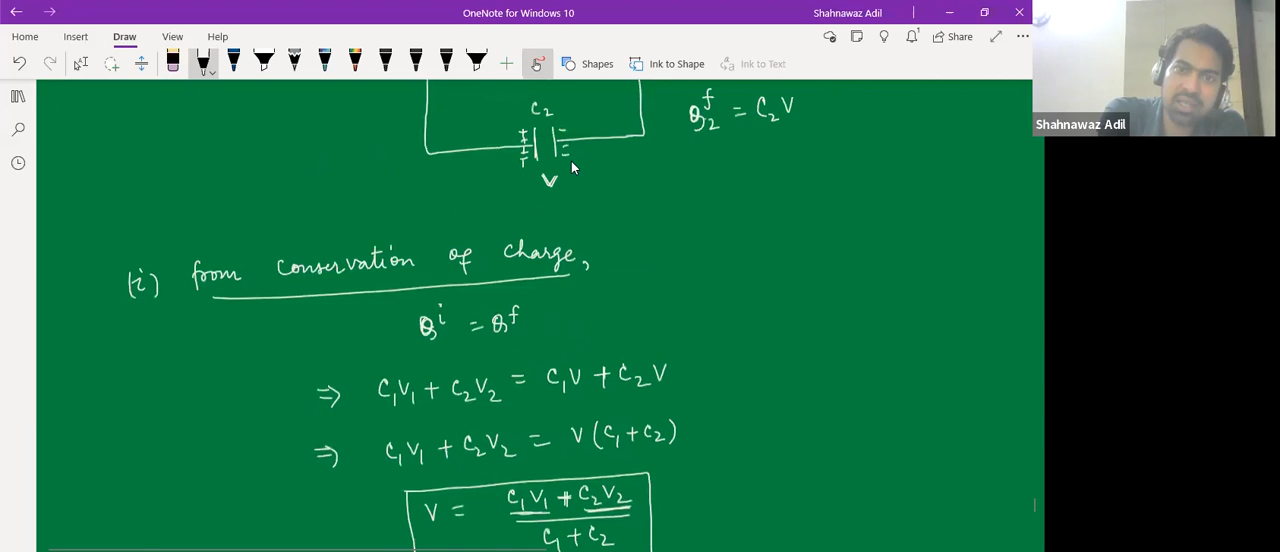 OneNote for Windows 10
Shahnawaz Adil
Home Insert Draw View Help
Share
Shapes Ink to Shape Ink to Text
Shahnawaz Adil
C₂
Q₂ᶠ = C₂V
+ + + - - -
V
(i) from conservation of charge,
Qⁱ = Qᶠ
⇒ C₁V₁ + C₂V₂ = C₁V + C₂V
⇒ C₁V₁ + C₂V₂ = V(C₁+C₂)
V = C₁V₁ + C₂V₂
C₁ + C₂